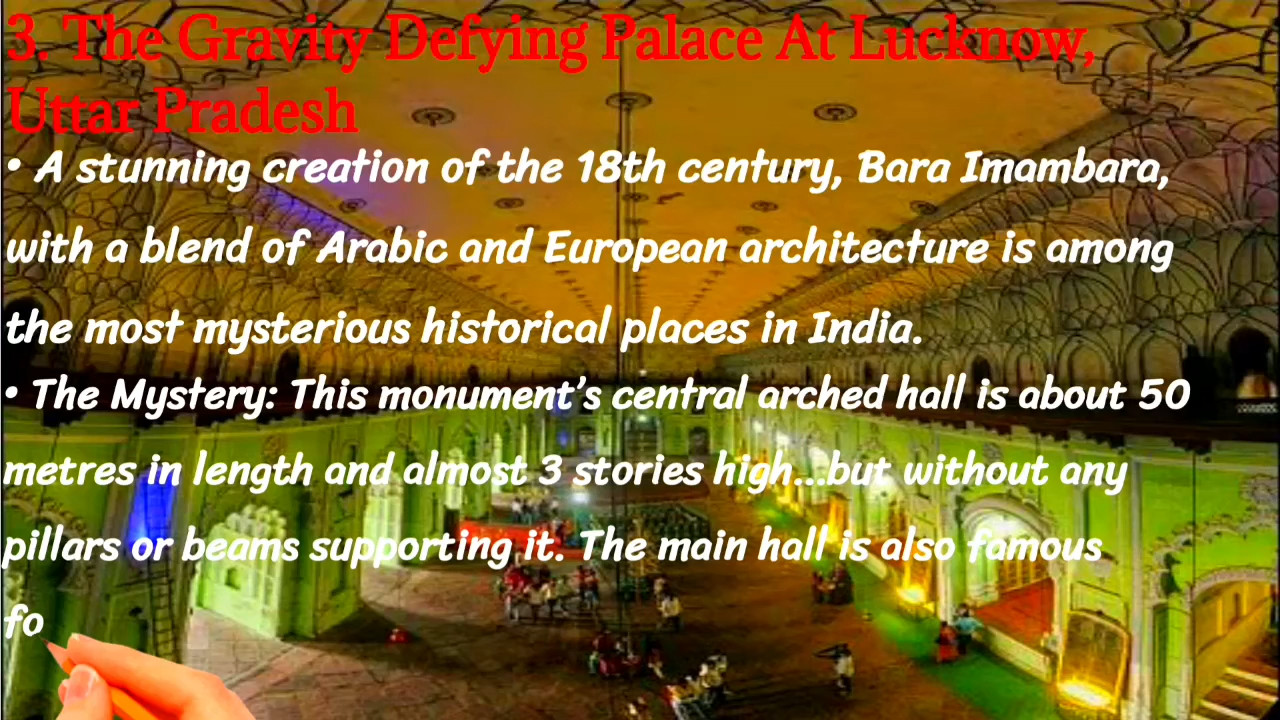 3. The Gravity Defying Palace At Lucknow,
Uttar Pradesh
• A stunning creation of the 18th century, Bara Imambara,
with a blend of Arabic and European architecture is among
the most mysterious historical places in India.
• The Mystery: This monument's central arched hall is about 50
metres in length and almost 3 stories high...but without any
pillars or beams supporting it. The main hall is also famous
fo